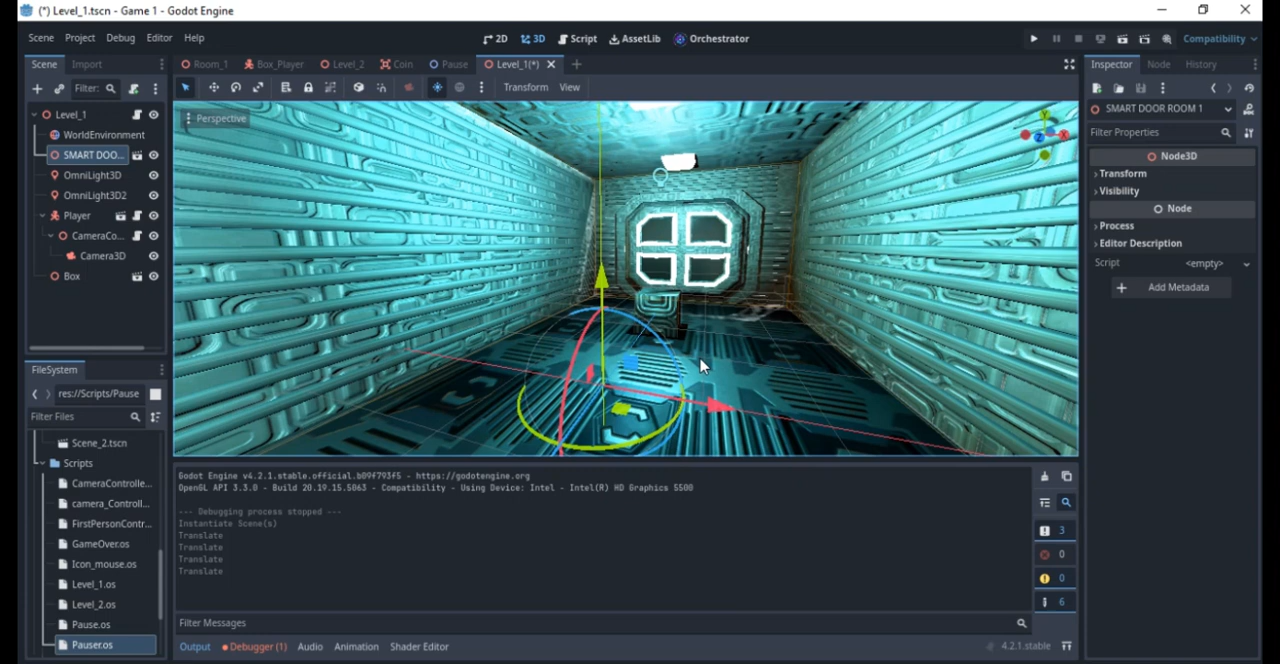 (*) Level_1.tscn - Game 1 - Godot Engine
Scene Project Debug Editor Help
2D 3D Script AssetLib Orchestrator
Compatibility
Scene Import
Room_1 Box_Player Level_2 Coin Pause Level_1(*)
Inspector Node History
Filter:
Transform View
Level_1
WorldEnvironment
SMART DOO...
OmniLight3D
OmniLight3D2
Player
CameraCo...
Camera3D
Box
Perspective
Y
X
Z
SMART DOOR ROOM 1
Filter Properties
Node3D
Transform
Visibility
Node
Process
Editor Description
Script <empty>
Add Metadata
FileSystem
res://Scripts/Pause
Filter Files
Scene_2.tscn
Scripts
CameraControlle...
camera_Controll...
FirstPersonContr...
GameOver.os
Icon_mouse.os
Level_1.os
Level_2.os
Pause.os
Pauser.os
Godot Engine v4.2.1.stable.official.b09f793f5 - https://godotengine.org
OpenGL API 3.3.0 - Build 20.19.15.5063 - Compatibility - Using Device: Intel - Intel(R) HD Graphics 5500
--- Debugging process stopped ---
Instantiate Scene(s)
Translate
Translate
Translate
Translate
3
0
0
6
Filter Messages
Output Debugger (1) Audio Animation Shader Editor
4.2.1.stable